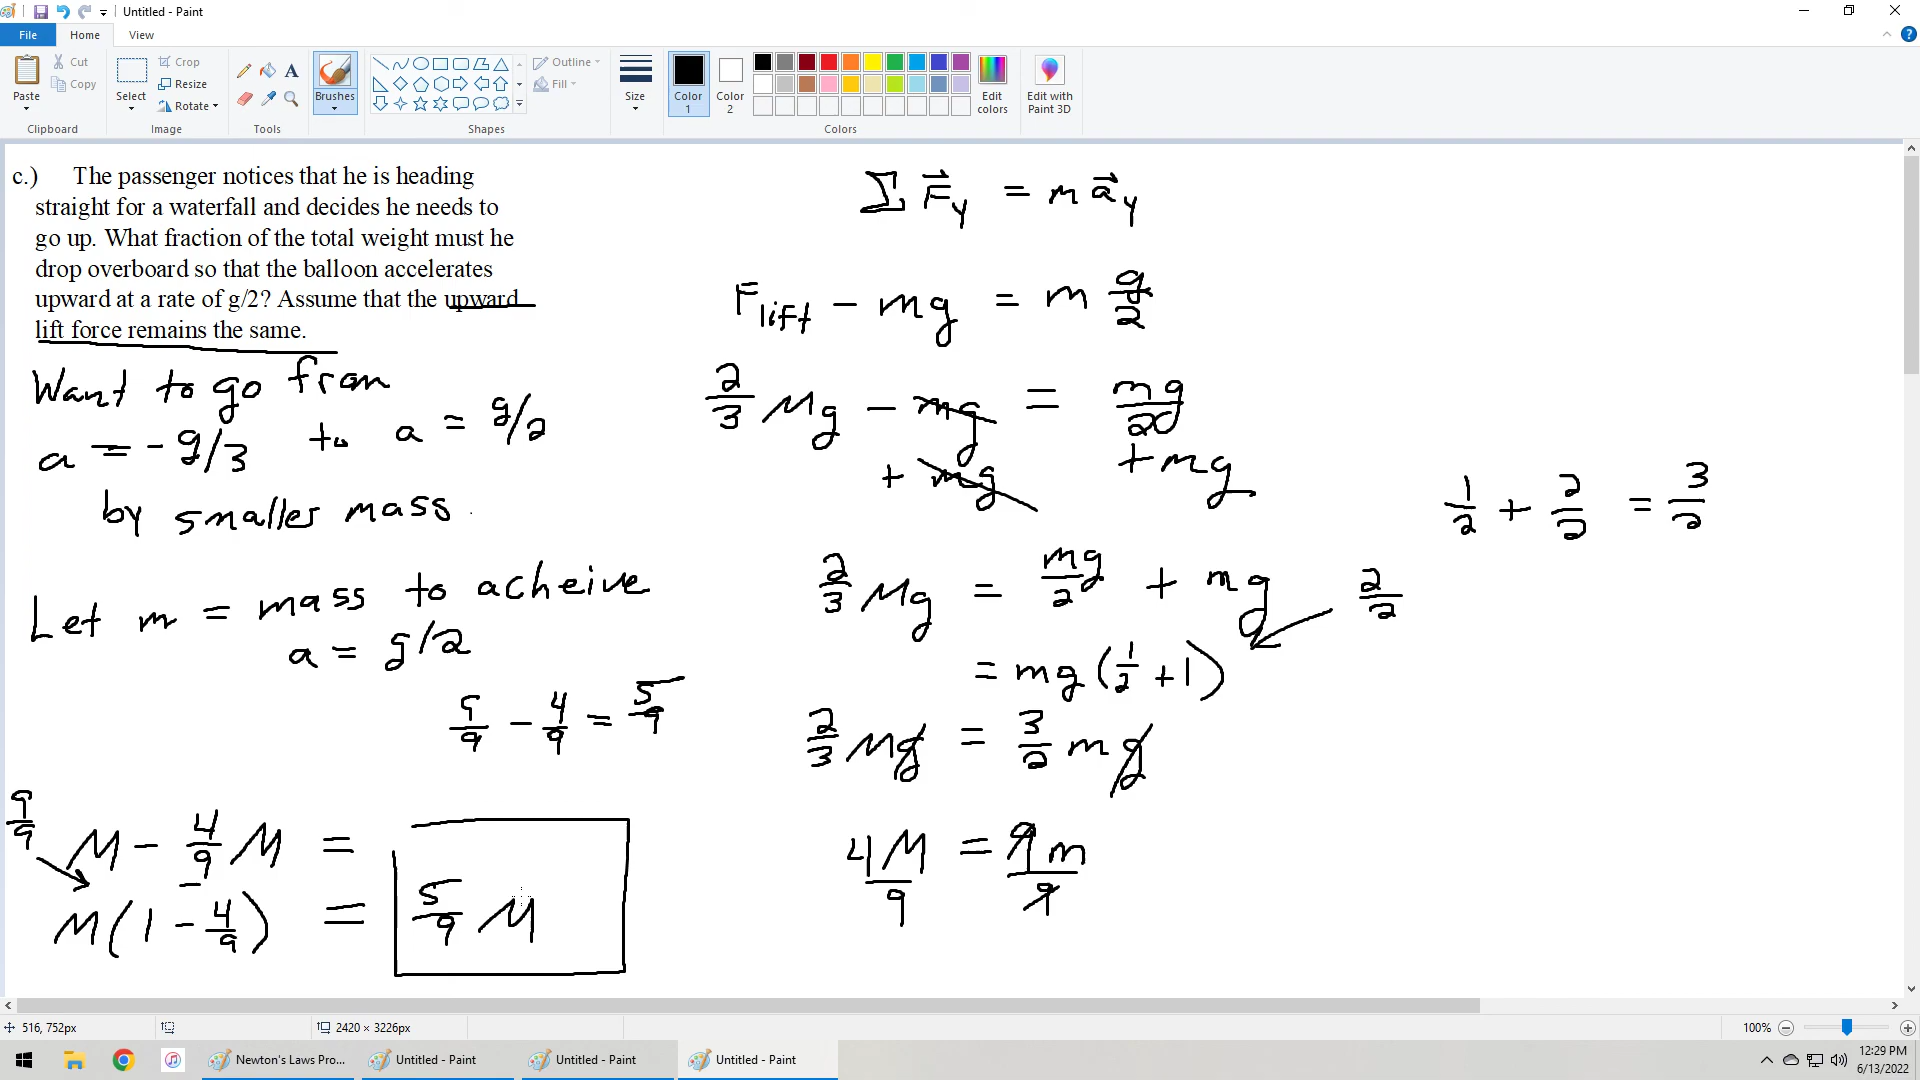 Untitled - Paint
File Home View
Paste
Cut
Copy
Clipboard
Select
Crop
Resize
Rotate
Image
Tools
Brushes
Shapes
Outline
Fill
Size
Color 1
Color 2
Edit colors
Edit with Paint 3D
Colors
c.) The passenger notices that he is heading
straight for a waterfall and decides he needs to
go up. What fraction of the total weight must he
drop overboard so that the balloon accelerates
upward at a rate of g/2? Assume that the upward
lift force remains the same.
Want to go from
a = -g/3 to a = g/2
by smaller mass.
Let m = mass to acheive
a = g/2
9/9 - 4/9 = 5/9
9/9
M - 4/9 M =
M(1 - 4/9) = 5/9 M
Σ F⃗y = m a⃗y
Flift - mg = m g/2
2/3 Mg - mg = mg/2
+ mg + mg
2/3 Mg = mg/2 + mg
2/2
= mg(1/2 + 1)
2/3 Mg = 3/2 mg
4M/9 = 9m/9
1/2 + 2/2 = 3/2
516, 752px
2420 × 3226px
100%
Newton's Laws Pro...
Untitled - Paint
Untitled - Paint
Untitled - Paint
12:29 PM
6/13/2022